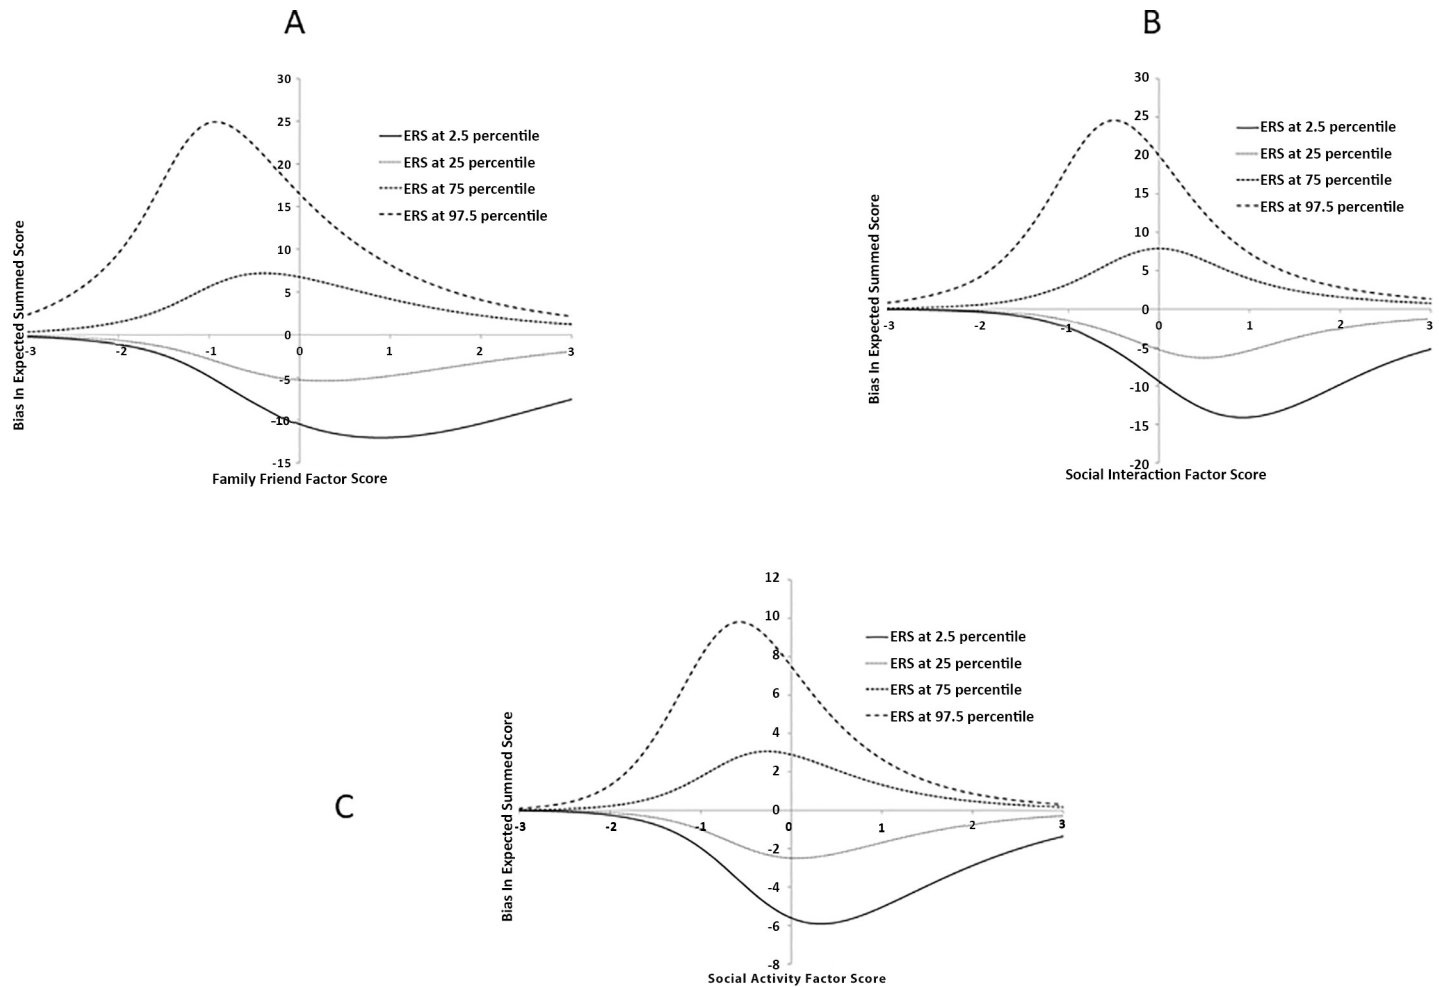 A
B
30
25
20
15
10
5
0
-5
-10
-15
-3
-2
-1
0
1
2
3
ERS at 2.5 percentile
ERS at 25 percentile
ERS at 75 percentile
ERS at 97.5 percentile
Bias In Expected Summed Score
Family Friend Factor Score
30
25
20
15
10
5
0
-5
-10
-15
-20
-3
-2
-1
0
1
2
3
ERS at 2.5 percentile
ERS at 25 percentile
ERS at 75 percentile
ERS at 97.5 percentile
Bias In Expected Summed Score
Social Interaction Factor Score
C
12
10
8
6
4
2
0
-2
-4
-6
-8
-3
-2
-1
0
1
2
3
ERS at 2.5 percentile
ERS at 25 percentile
ERS at 75 percentile
ERS at 97.5 percentile
Bias In Expected Summed Score
Social Activity Factor Score